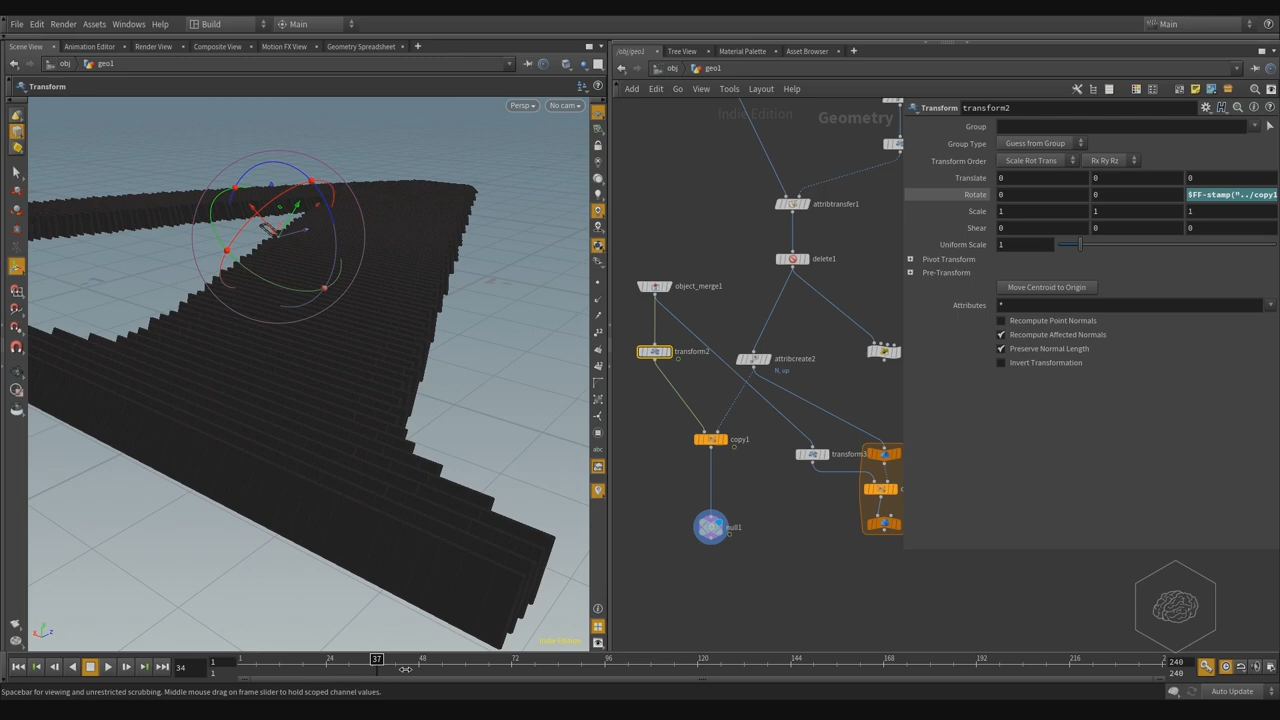 File Edit Render Assets Windows Help Build Main Main
Scene View Animation Editor Render View Composite View Motion FX View Geometry Spreadsheet
/obj/geo1 Tree View Material Palette Asset Browser
obj geo1
obj geo1
Transform
Add Edit Go View Tools Layout Help
Persp No cam
Indie Edition
Geometry
Transform transform2
Group
Group Type Guess from Group
Transform Order Scale Rot Trans Rx Ry Rz
Translate 0 0 0
Rotate 0 0 $FF-stamp("../copy1
Scale 1 1 1
Shear 0 0 0
Uniform Scale 1
Pivot Transform
Pre-Transform
Move Centroid to Origin
Attributes *
Recompute Point Normals
Recompute Affected Normals
Preserve Normal Length
Invert Transformation
attribtransfer1
delete1
object_merge1
transform2
attribcreate2
N, up
copy1
transform3
null1
abc
Indie Edition
x y z
34 1 1 24 37 48 72 96 120 144 168 192 216 240
1 240
Spacebar for viewing and unrestricted scrubbing. Middle mouse drag on frame slider to hold scoped channel values.
Auto Update